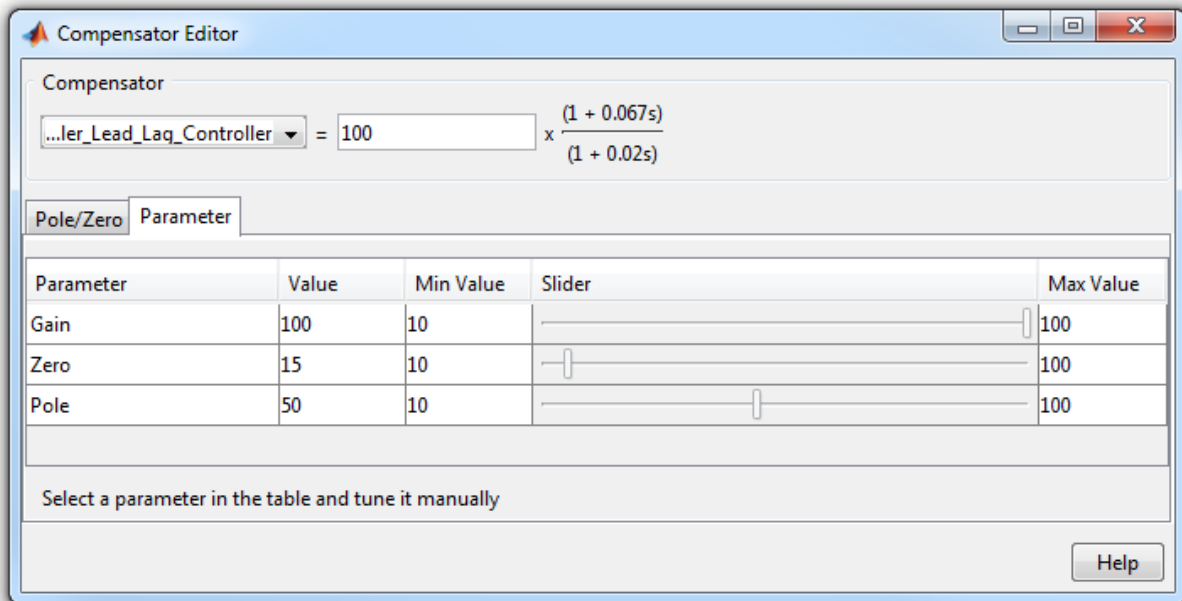 Compensator Editor
Compensator
...ler_Lead_Lag_Controller = 100 x (1 + 0.067s)
(1 + 0.02s)
Pole/Zero Parameter
Parameter Value Min Value Slider Max Value
Gain 100 10 100
Zero 15 10 100
Pole 50 10 100
Select a parameter in the table and tune it manually
Help